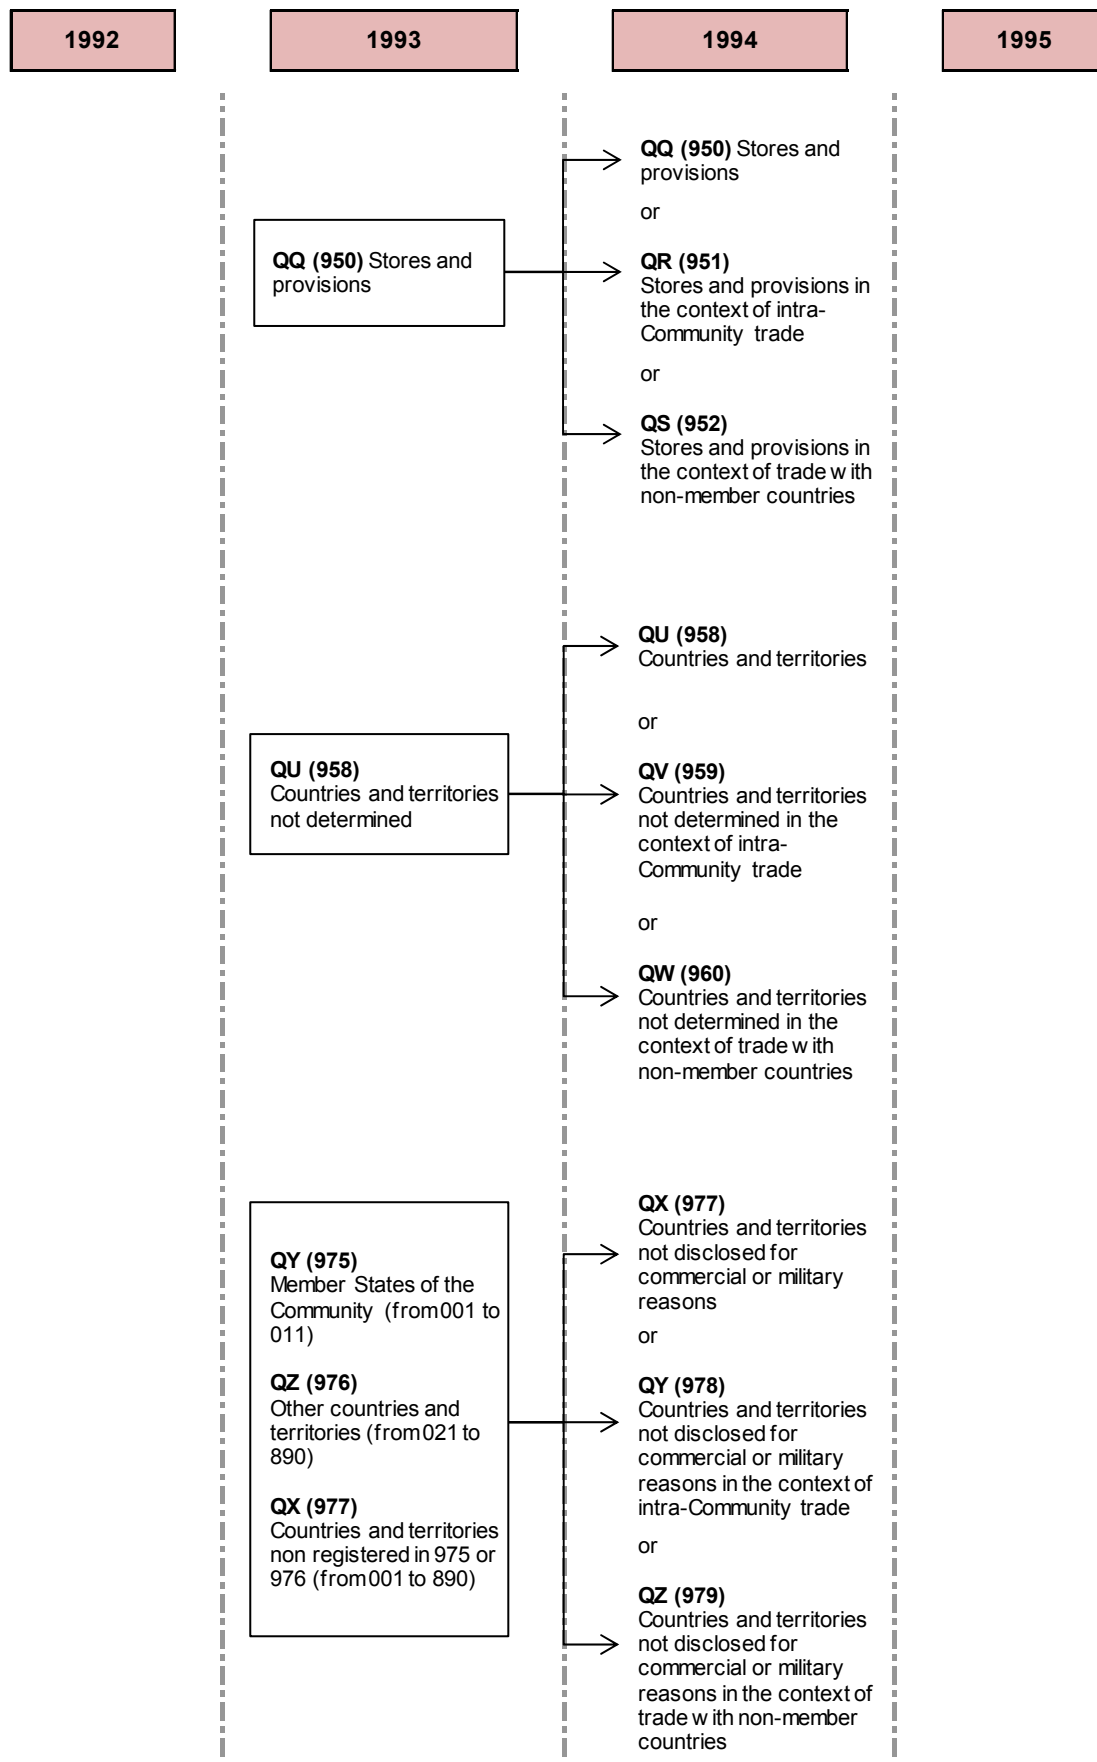 1992
1993
1994
1995
QQ (950) Stores and
provisions
QQ (950) Stores and
provisions
or
QR (951)
Stores and provisions in
the context of intra-
Community trade
or
QS (952)
Stores and provisions in
the context of trade with
non-member countries
QU (958)
Countries and territories
not determined
QU (958)
Countries and territories
or
QV (959)
Countries and territories
not determined in the
context of intra-
Community trade
or
QW (960)
Countries and territories
not determined in the
context of trade with
non-member countries
QY (975)
Member States of the
Community (from 001 to
011)
QZ (976)
Other countries and
territories (from 021 to
890)
QX (977)
Countries and territories
non registered in 975 or
976 (from 001 to 890)
QX (977)
Countries and territories
not disclosed for
commercial or military
reasons
or
QY (978)
Countries and territories
not disclosed for
commercial or military
reasons in the context of
intra-Community trade
or
QZ (979)
Countries and territories
not disclosed for
commercial or military
reasons in the context of
trade with non-member
countries